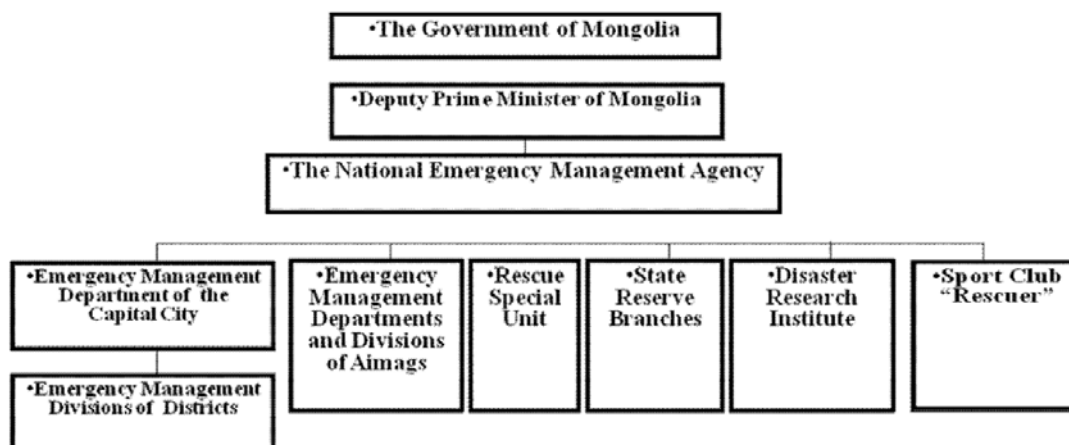 •The Government of Mongolia
•Deputy Prime Minister of Mongolia
•The National Emergency Management Agency
•Emergency Management
Department of the
Capital City
•Emergency
Management
Departments
and Divisions
of Aimags
•Rescue
Special
Unit
•State
Reserve
Branches
•Disaster
Research
Institute
•Sport Club
“Rescuer”
•Emergency Management
Divisions of Districts